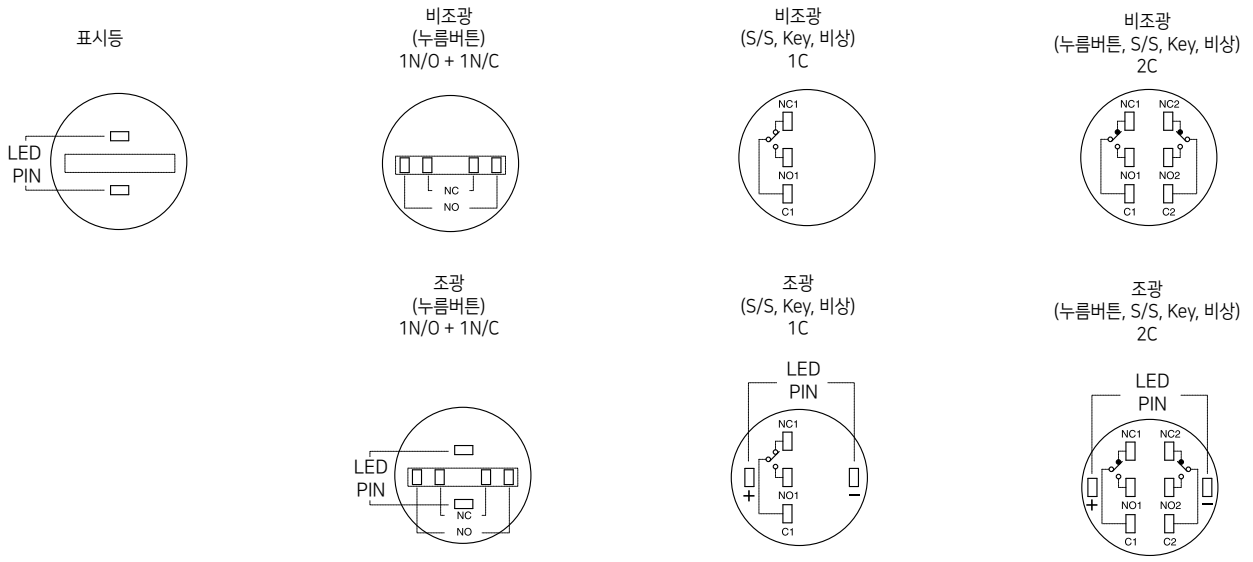 표시등
LED
PIN
비조광
(누름버튼)
1N/O + 1N/C
NC
NO
비조광
(S/S, Key, 비상)
1C
NC1
NO1
C1
비조광
(누름버튼, S/S, Key, 비상)
2C
NC1 NC2
NO1 NO2
C1 C2
조광
(누름버튼)
1N/O + 1N/C
LED
PIN
NC
NO
조광
(S/S, Key, 비상)
1C
LED
PIN
NC1
+ −
NO1
C1
조광
(누름버튼, S/S, Key, 비상)
2C
LED
PIN
NC1 NC2
+ NO1 NO2 −
C1 C2